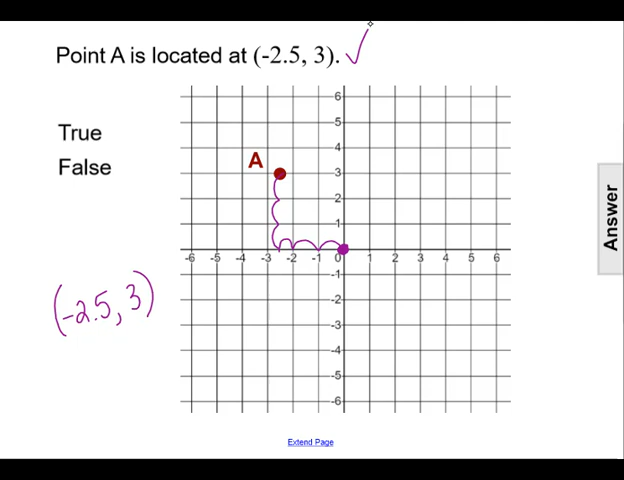 Point A is located at (-2.5, 3).
True
False
A
6
5
4
3
2
1
-6 -5 -4 -3 -2 -1 0 1 2 3 4 5 6
-1
-2
-3
-4
-5
-6
(-2.5, 3)
Answer
Extend Page